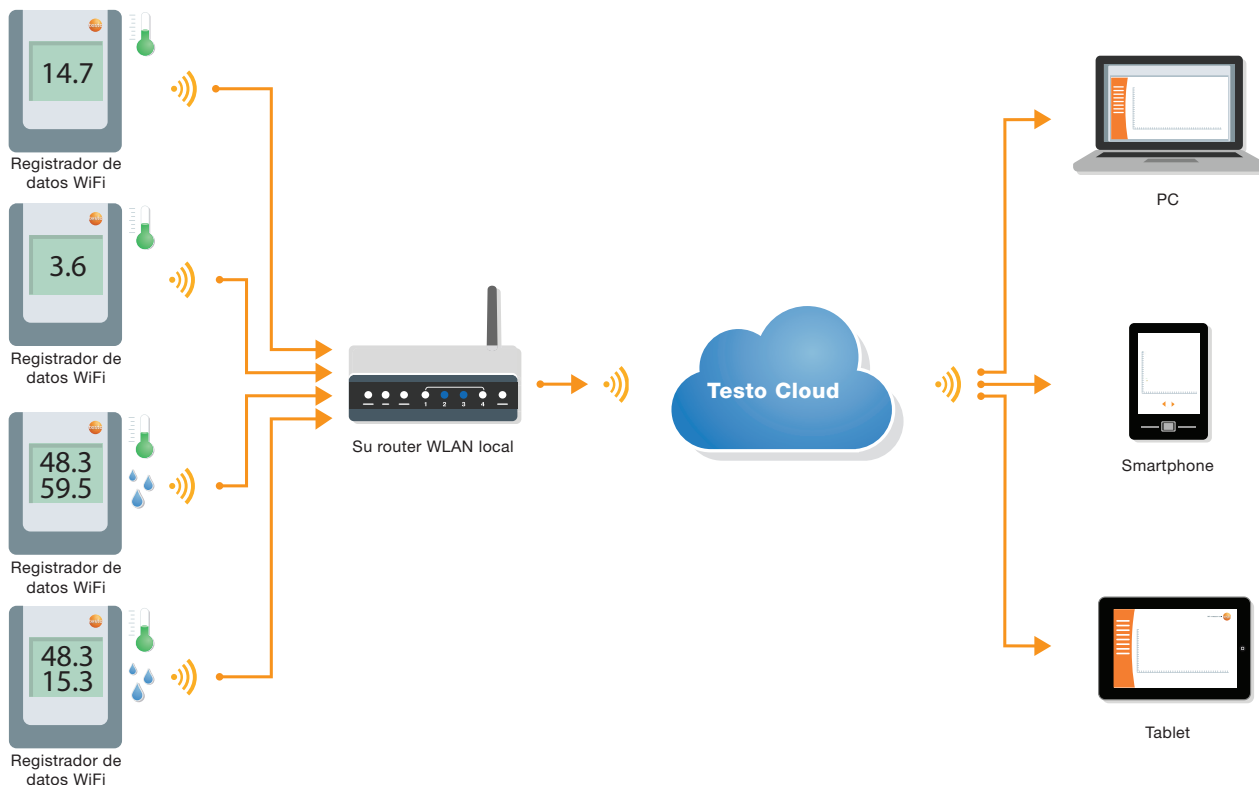 14.7
Registrador de
datos WiFi
3.6
Registrador de
datos WiFi
48.3
59.5
Registrador de
datos WiFi
48.3
15.3
Registrador de
datos WiFi
1 2 3 4
Su router WLAN local
Testo Cloud
PC
Smartphone
Tablet